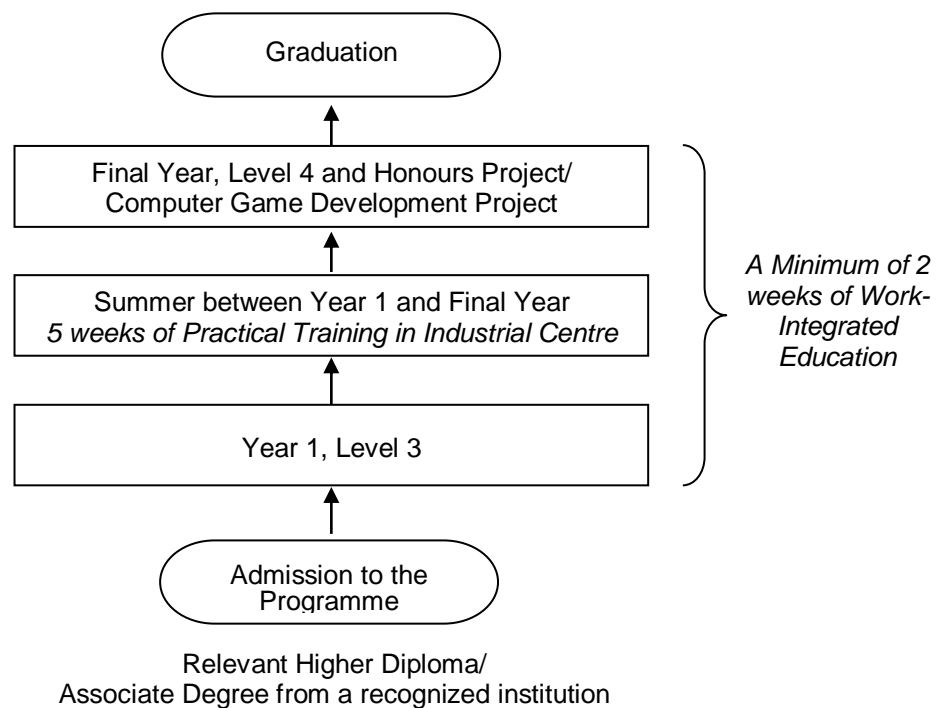 Graduation
Final Year, Level 4 and Honours Project/
Computer Game Development Project
Summer between Year 1 and Final Year
5 weeks of Practical Training in Industrial Centre
A Minimum of 2
weeks of Work-
Integrated
Education
Year 1, Level 3
Admission to the
Programme
Relevant Higher Diploma/
Associate Degree from a recognized institution